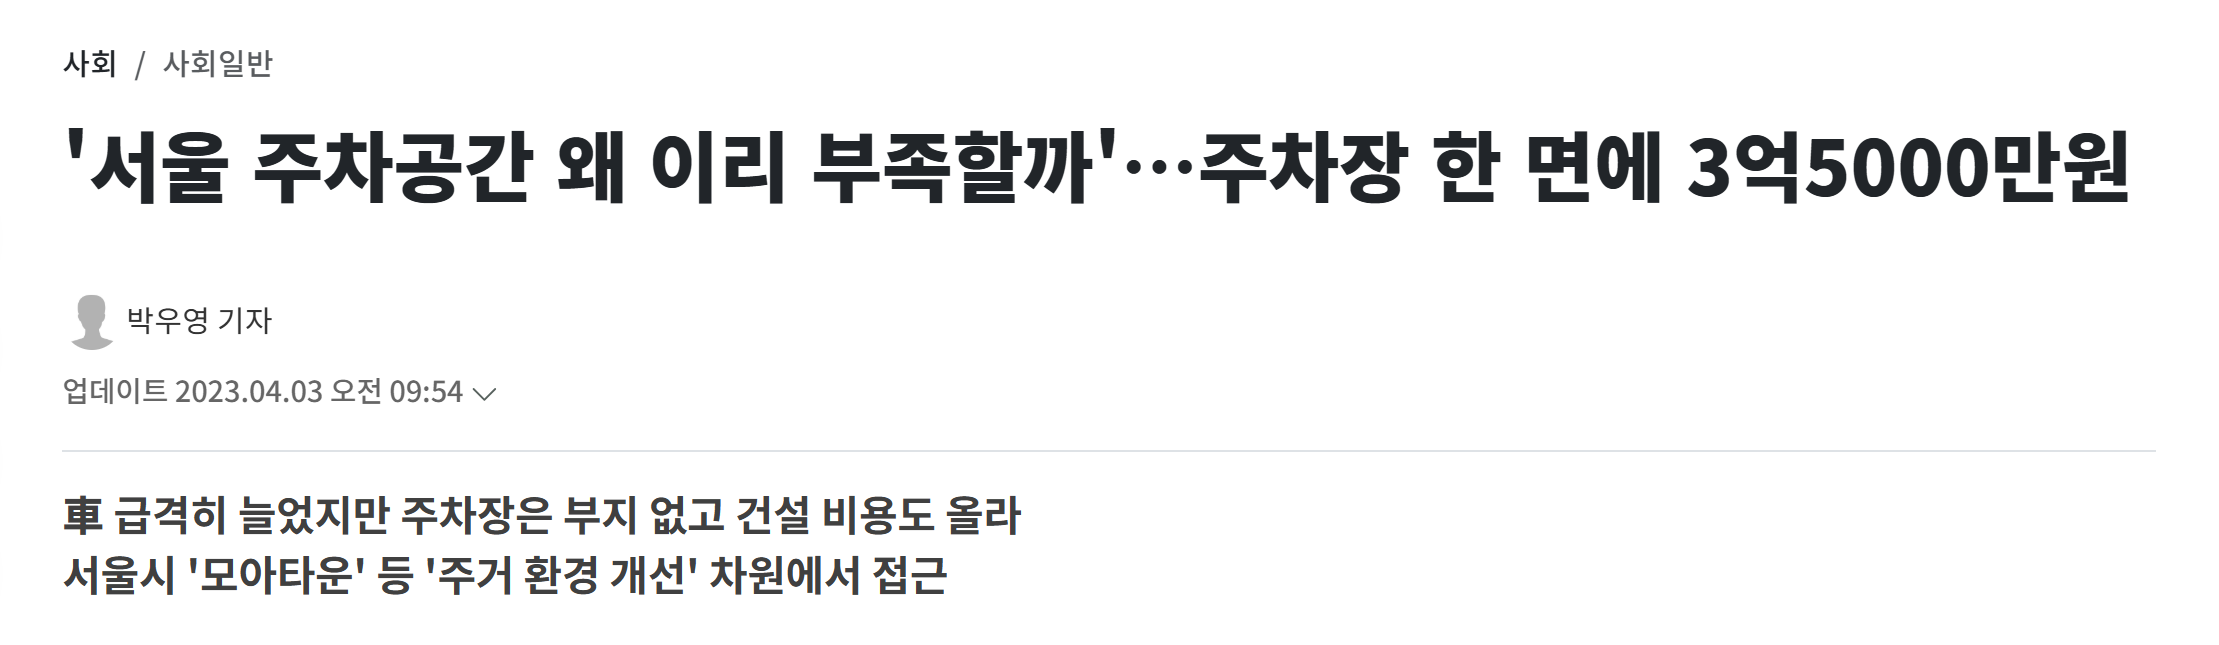 사회 / 사회일반
'서울 주차공간 왜 이리 부족할까'…주차장 한 면에 3억5000만원
박우영 기자
업데이트 2023.04.03 오전 09:54
車 급격히 늘었지만 주차장은 부지 없고 건설 비용도 올라
서울시 '모아타운' 등 '주거 환경 개선' 차원에서 접근